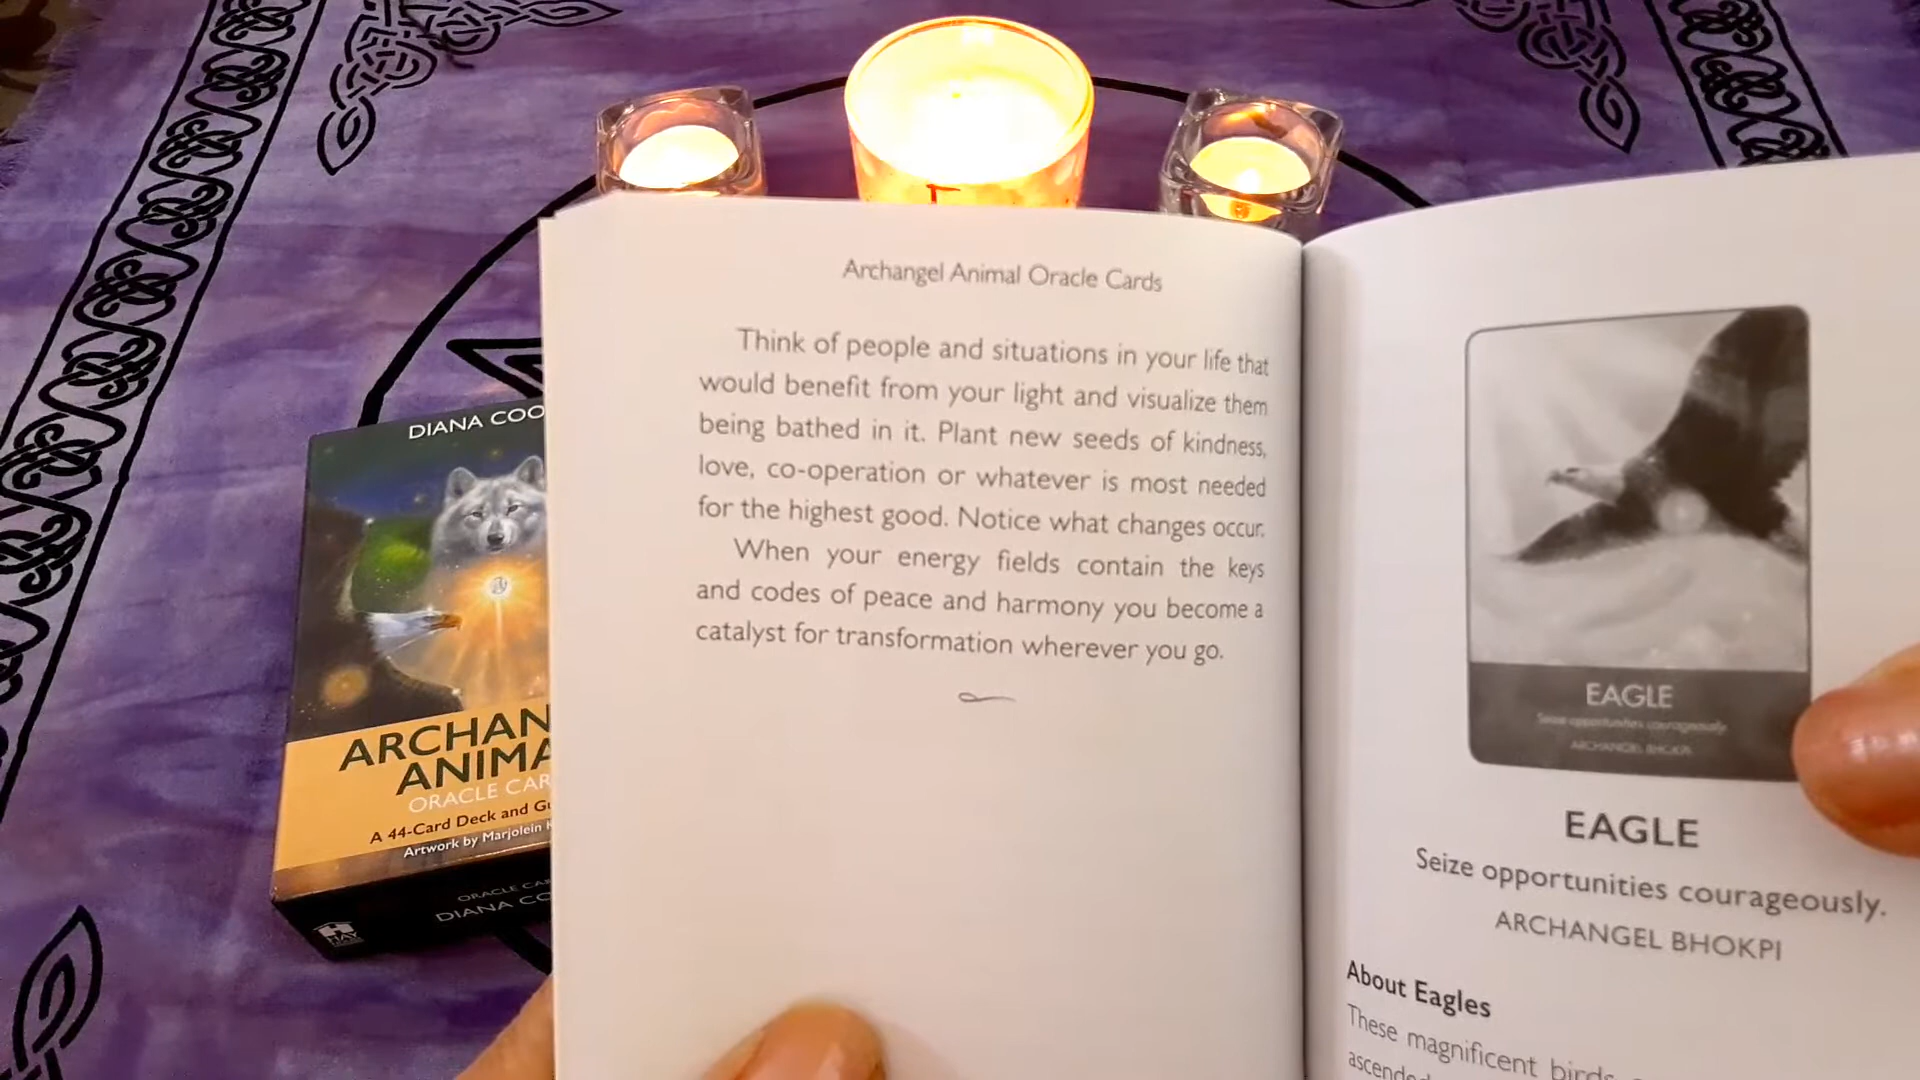 Archangel Animal Oracle Cards
Think of people and situations in your life that
would benefit from your light and visualize them
being bathed in it. Plant new seeds of kindness,
love, co-operation or whatever is most needed
for the highest good. Notice what changes occur.
When your energy fields contain the keys
and codes of peace and harmony you become a
catalyst for transformation wherever you go.
EAGLE
Seize opportunities courageously.
ARCHANGEL BHOKPI
EAGLE
Seize opportunities courageously.
ARCHANGEL BHOKPI
About Eagles
These magnificent birds
ascended
DIANA COO
ARCHAN
ANIMA
ORACLE CAR
A 44-Card Deck and Gu
Artwork by Marjolein
ORACLE CAR
DIANA CO
HAY